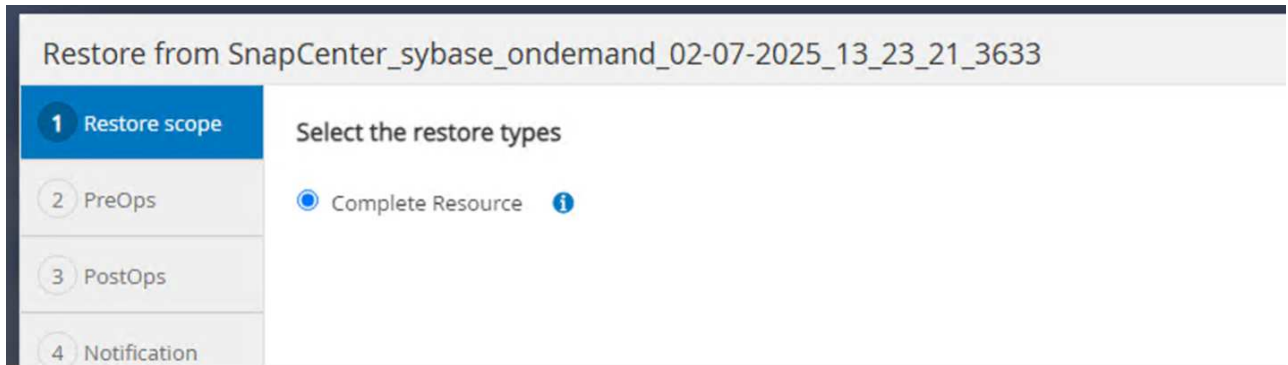 Restore from SnapCenter_sybase_ondemand_02-07-2025_13_23_21_3633
1 Restore scope
Select the restore types
2 PreOps
Complete Resource i
3 PostOps
4 Notification